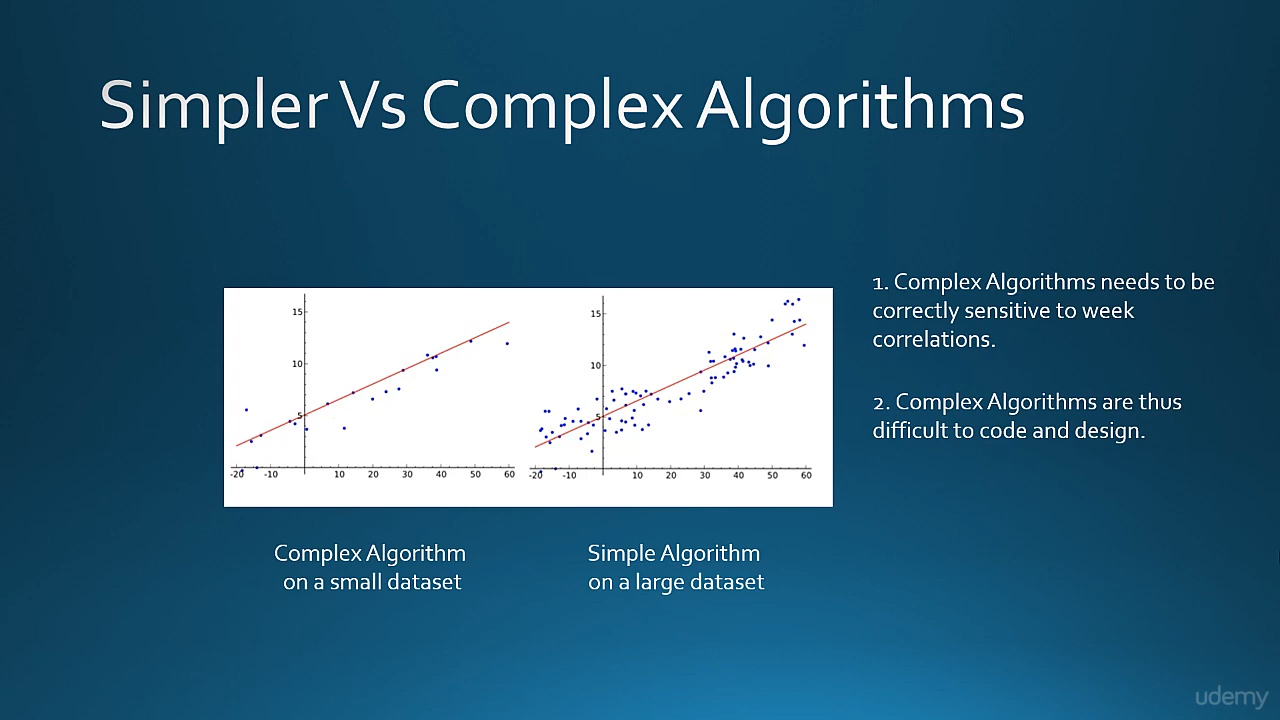 Simpler Vs Complex Algorithms
1. Complex Algorithms needs to be
correctly sensitive to week
correlations.
2. Complex Algorithms are thus
difficult to code and design.
15
10
5
-20 -10 10 20 30 40 50 60
15
10
5
-20 -10 10 20 30 40 50 60
Complex Algorithm
on a small dataset
Simple Algorithm
on a large dataset
udemy